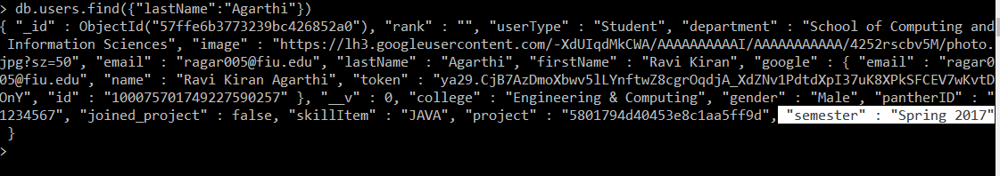 > db.users.find({"lastName":"Agarthi"})
{ "_id" : ObjectId("57ffe6b3773239bc426852a0"), "rank" : "", "userType" : "Student", "department" : "School of Computing and
 Information Sciences", "image" : "https://lh3.googleusercontent.com/-XdUIqdMkCWA/AAAAAAAAAAI/AAAAAAAAAAA/4252rscbv5M/photo.
jpg?sz=50", "email" : "ragar005@fiu.edu", "lastName" : "Agarthi", "firstName" : "Ravi Kiran", "google" : { "email" : "ragar0
05@fiu.edu", "name" : "Ravi Kiran Agarthi", "token" : "ya29.CjB7AzDmoXbwv5lLYnftwZ8cgrOqdjA_XdZNv1PdtdXpI37uK8XPkSFCEV7wKvtD
OnY", "id" : "100075701749227590257" }, "__v" : 0, "college" : "Engineering & Computing", "gender" : "Male", "pantherID" : "
1234567", "joined_project" : false, "skillItem" : "JAVA", "project" : "5801794d40453e8c1aa5ff9d", "semester" : "Spring 2017"
 }
>